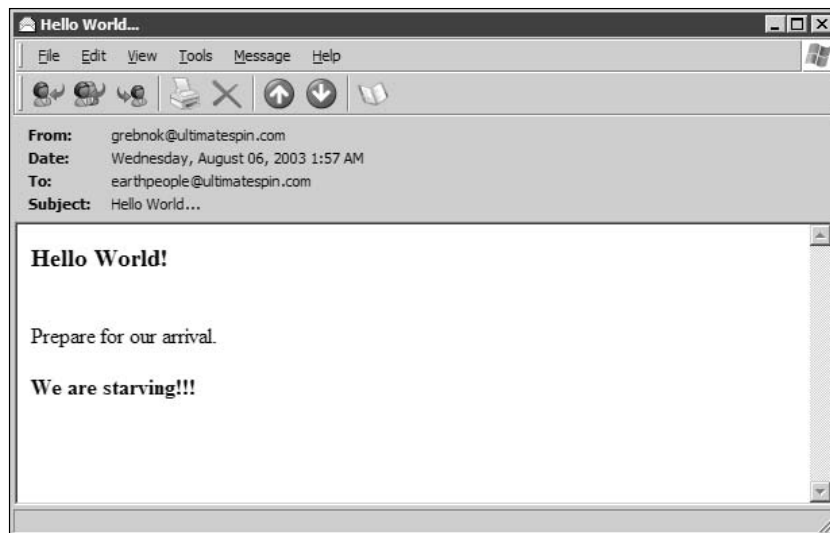 Hello World...
File Edit View Tools Message Help
From: grebnok@ultimatespin.com
Date: Wednesday, August 06, 2003 1:57 AM
To: earthpeople@ultimatespin.com
Subject: Hello World...
Hello World!
Prepare for our arrival.
We are starving!!!